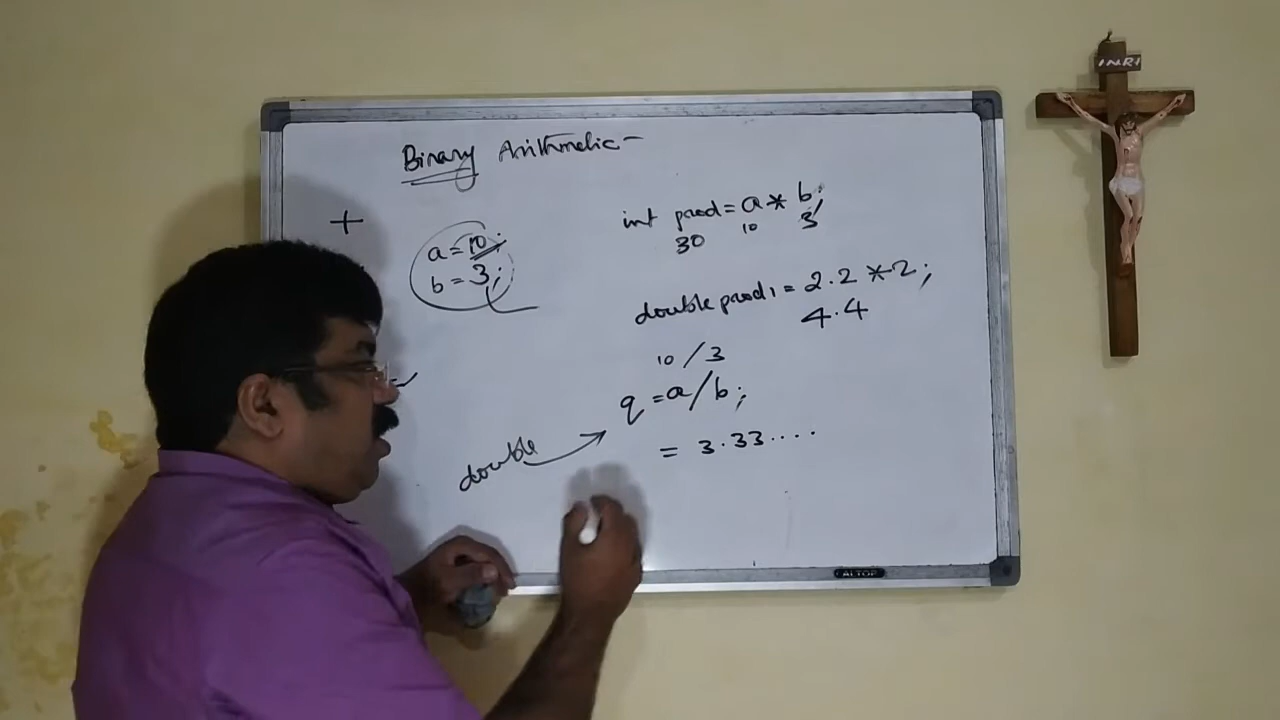 Binary Arithmetic -
+
a = 10;
b = 3;
int prod = a * b;
30 10 3
double prod1 = 2.2 * 2;
4.4
10 / 3
q = a / b;
double
= 3.33....
ALTOP
INRI